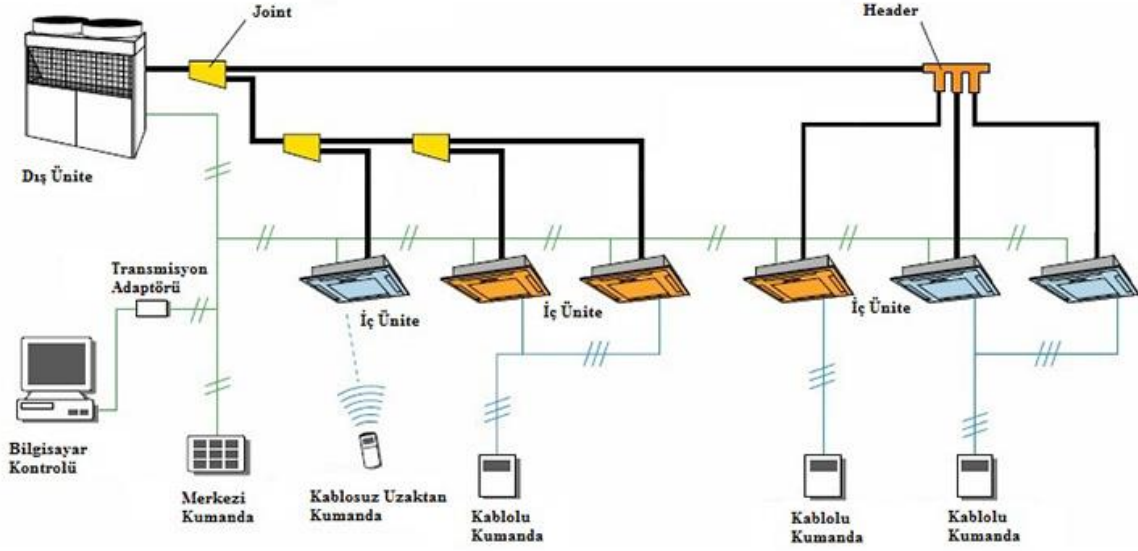 Joint
Header
Dış Ünite
Transmisyon
Adaptörü
İç Ünite
İç Ünite
İç Ünite
Bilgisayar
Kontrolü
Merkezi
Kumanda
Kablosuz Uzaktan
Kumanda
Kablolu
Kumanda
Kablolu
Kumanda
Kablolu
Kumanda